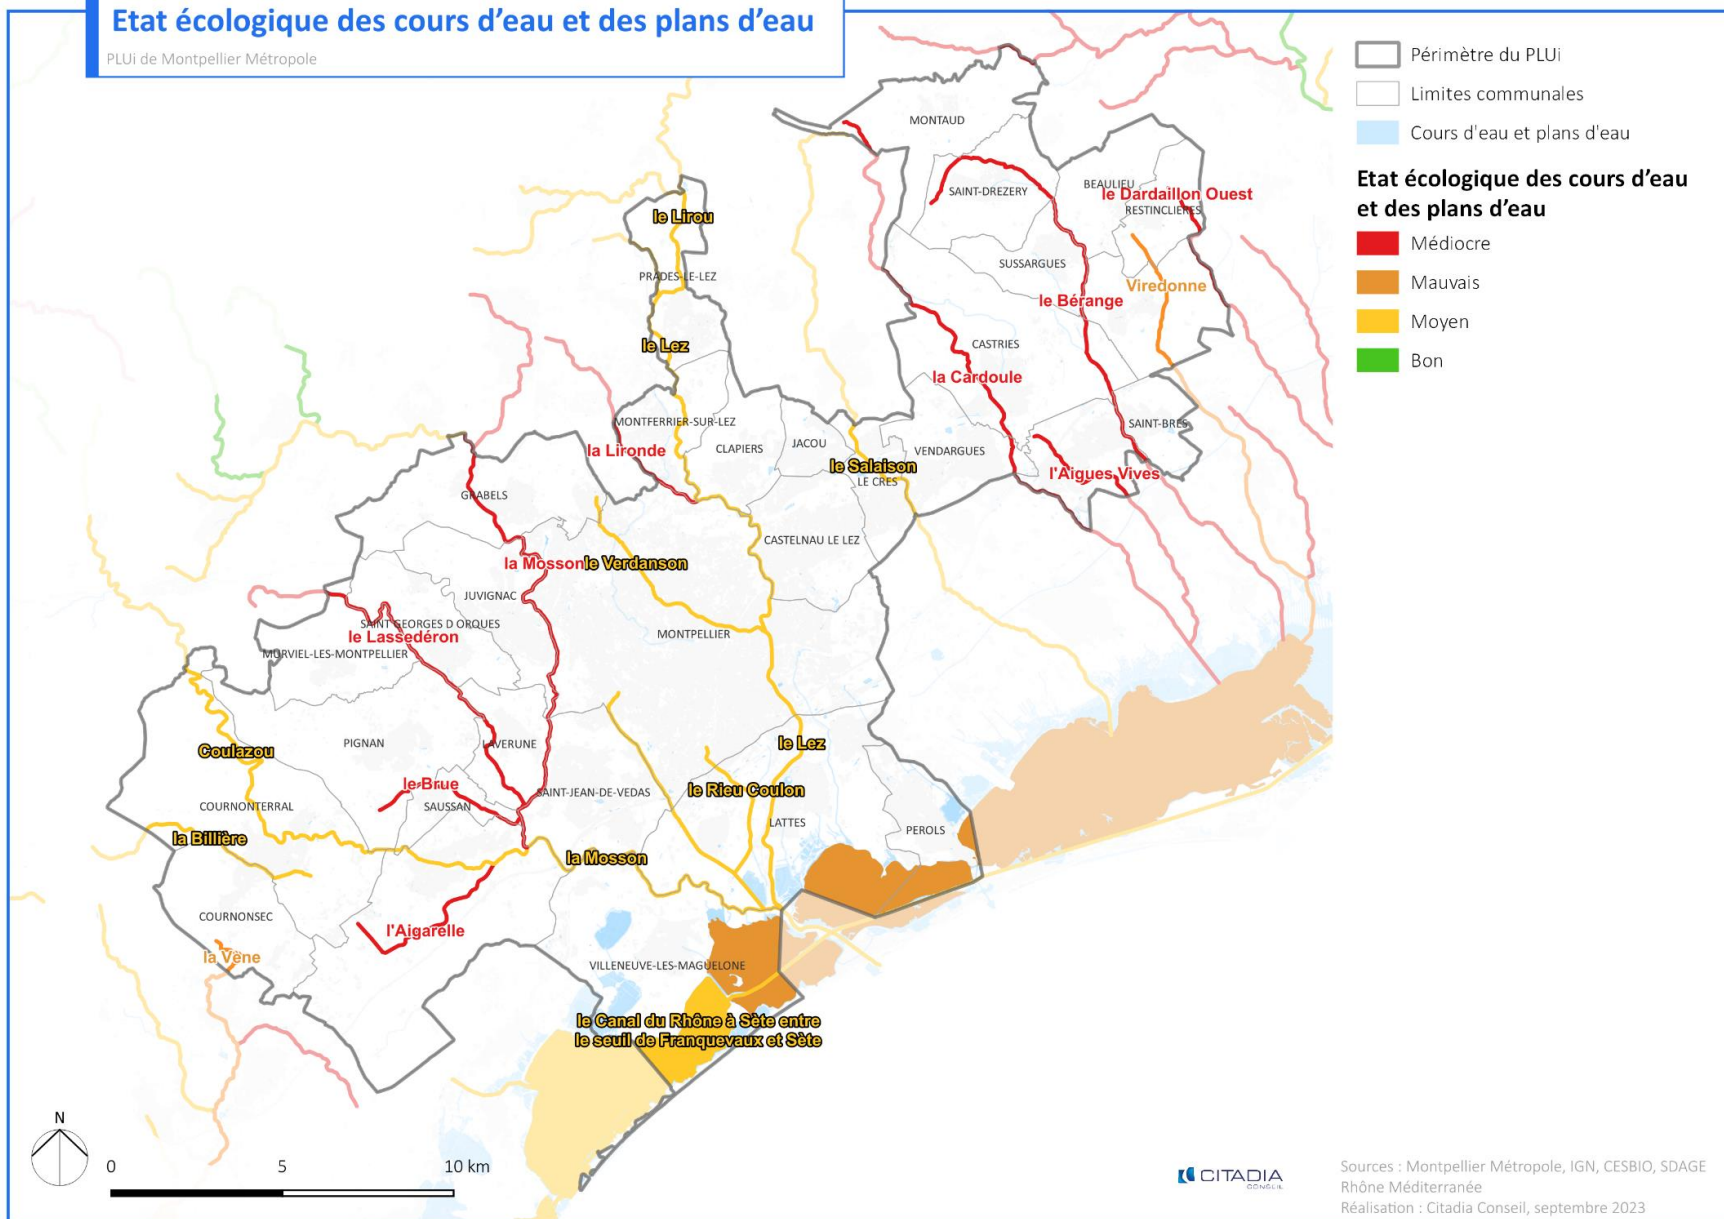 Etat écologique des cours d'eau et des plans d'eau
PLUi de Montpellier Métropole
Périmètre du PLUi
Limites communales
Cours d'eau et plans d'eau
Etat écologique des cours d'eau
et des plans d'eau
Médiocre
Mauvais
Moyen
Bon
MONTAUD
SAINT-DREZERY
BEAULIEU
le Dardaillon Ouest
RESTINCLIERES
le Lirou
SUSSARGUES
PRADES-LE-LEZ
Viredonne
le Bérange
le Lez
CASTRIES
la Cardoule
MONTFERRIER-SUR-LEZ
SAINT-BRES
CLAPIERS
JACOU
la Lironde
VENDARGUES
le Salaison
LE CRES
l'Aigues Vives
GRABELS
CASTELNAU LE LEZ
la Mosson
le Verdanson
JUVIGNAC
SAINT GEORGES D ORQUES
le Lassedéron
MONTPELLIER
MURVIEL-LES-MONTPELLIER
Coulazou
PIGNAN
LAVERUNE
le Lez
le Brue
SAUSSAN
SAINT-JEAN-DE-VEDAS
le Rieu Coulon
COURNONTERRAL
LATTES
PEROLS
la Billière
la Mosson
COURNONSEC
l'Aigarelle
la Vène
VILLENEUVE-LES-MAGUELONE
le Canal du Rhône à Sète entre
le seuil de Franquevaux et Sète
N
0 5 10 km
CITADIA
CONSEIL
Sources : Montpellier Métropole, IGN, CESBIO, SDAGE
Rhône Méditerranée
Réalisation : Citadia Conseil, septembre 2023